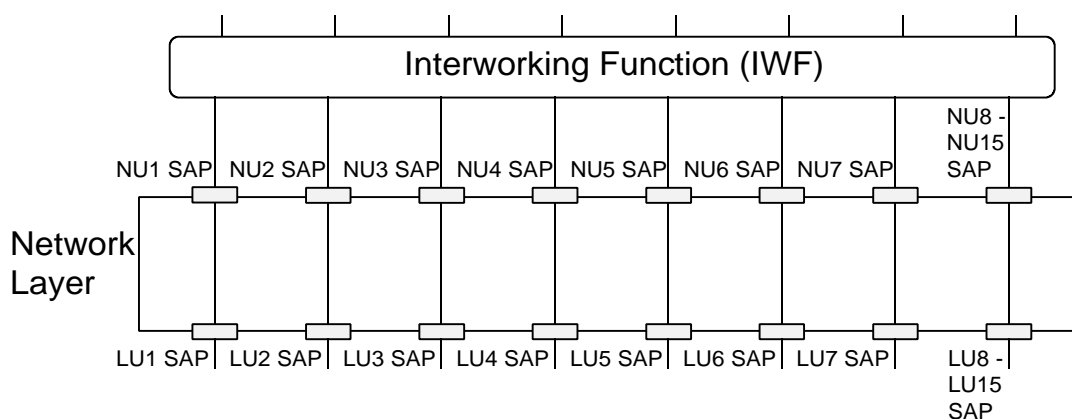 Interworking Function (IWF)
NU8 -
NU15
SAP
NU1 SAP NU2 SAP NU3 SAP NU4 SAP NU5 SAP NU6 SAP NU7 SAP
Network
Layer
LU1 SAP LU2 SAP LU3 SAP LU4 SAP LU5 SAP LU6 SAP LU7 SAP
LU8 -
LU15
SAP